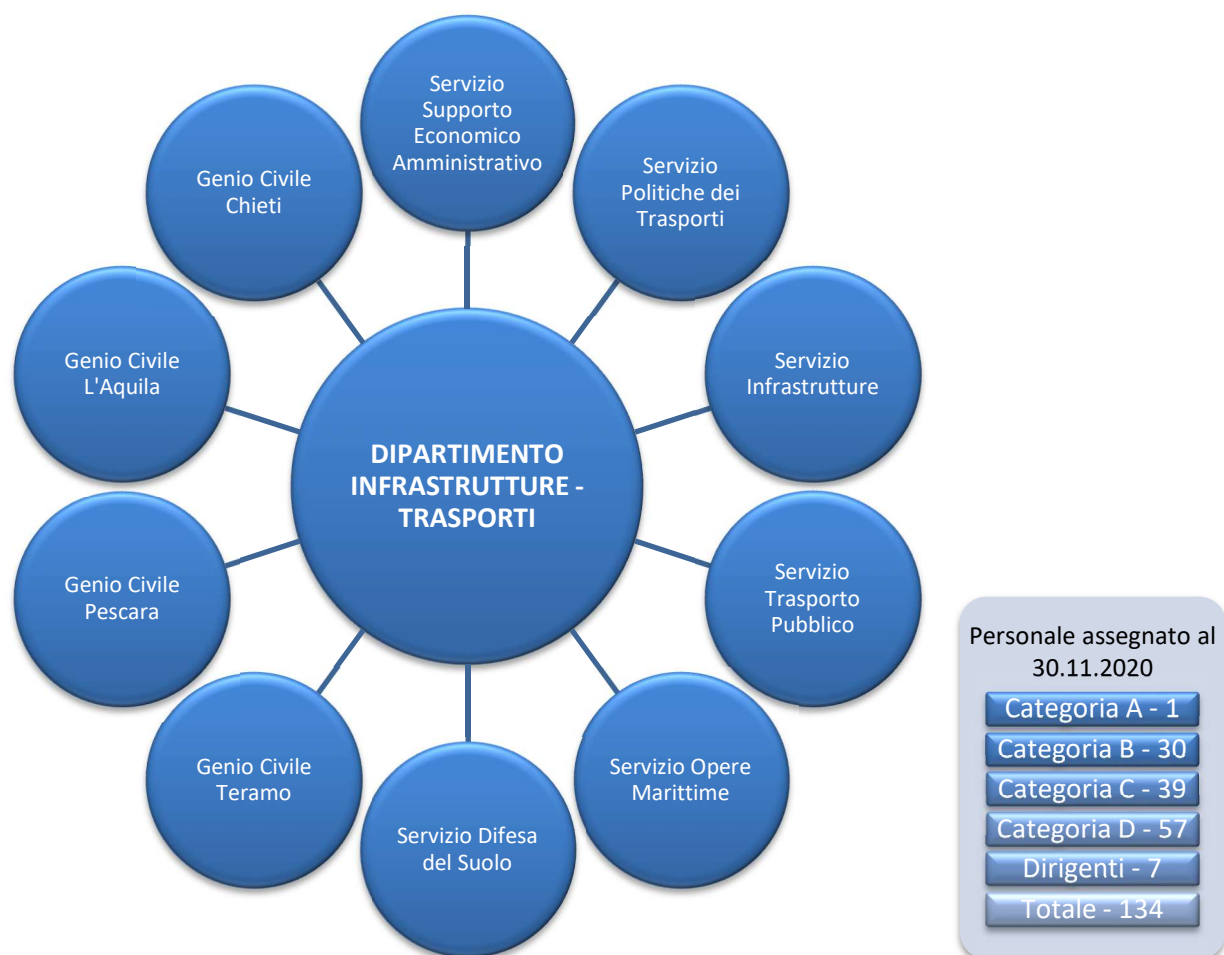 Servizio
Supporto
Economico
Amministrativo
Servizio
Politiche dei
Trasporti
Servizio
Infrastrutture
Servizio
Trasporto
Pubblico
Servizio Opere
Marittime
Servizio Difesa
del Suolo
Genio Civile
Teramo
Genio Civile
Pescara
Genio Civile
L'Aquila
Genio Civile
Chieti
DIPARTIMENTO
INFRASTRUTTURE -
TRASPORTI
Personale assegnato al
30.11.2020
Categoria A - 1
Categoria B - 30
Categoria C - 39
Categoria D - 57
Dirigenti - 7
Totale - 134